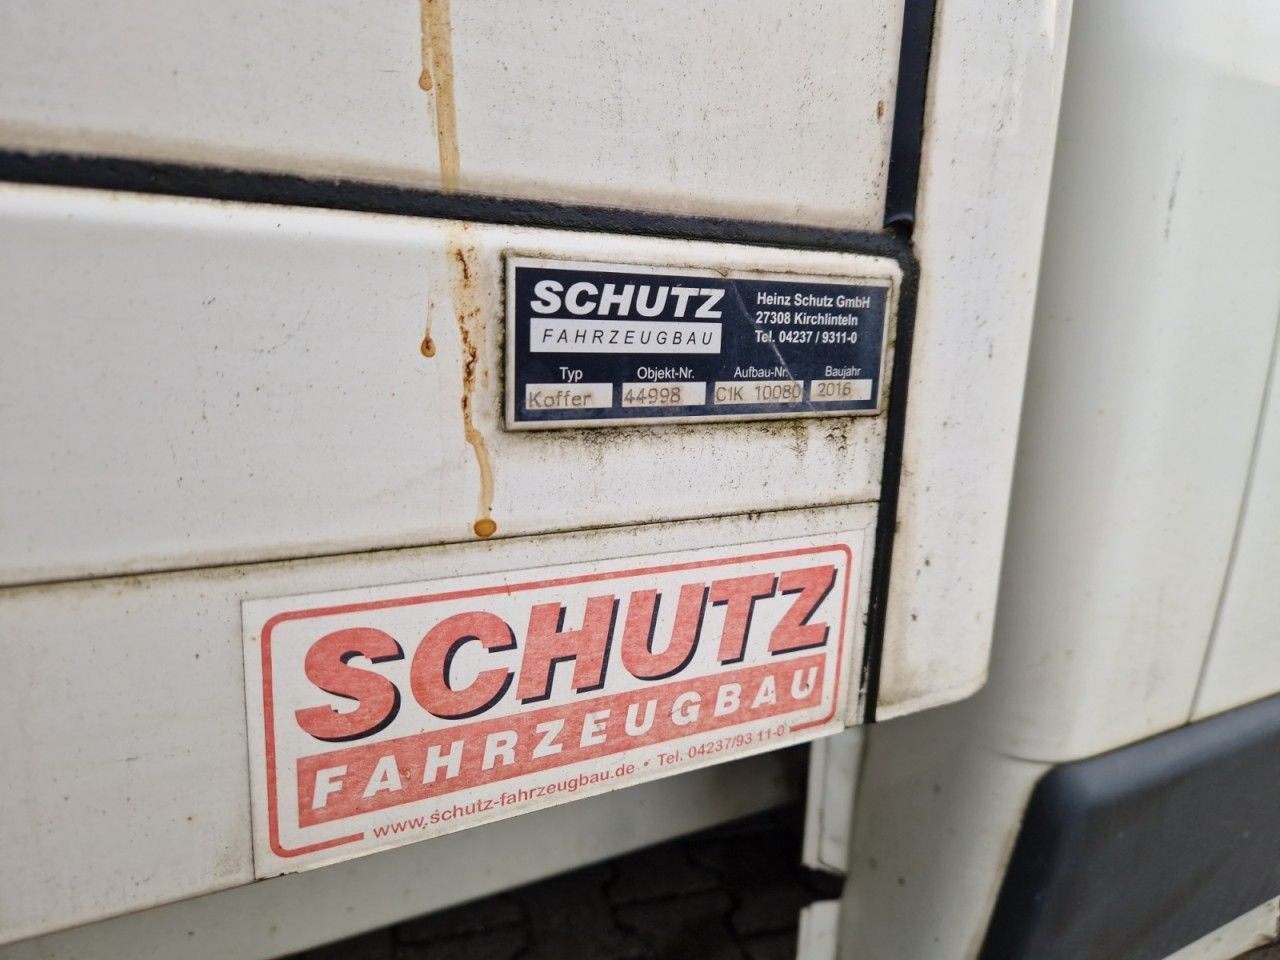 SCHUTZ
FAHRZEUGBAU
Heinz Schutz GmbH
27308 Kirchlinteln
Tel. 04237 / 9311-0
Typ Objekt-Nr. Aufbau-Nr. Baujahr
Koffer 44998 C1K 10080 2016
SCHUTZ
FAHRZEUGBAU
www.schutz-fahrzeugbau.de • Tel. 04237/93 11-0